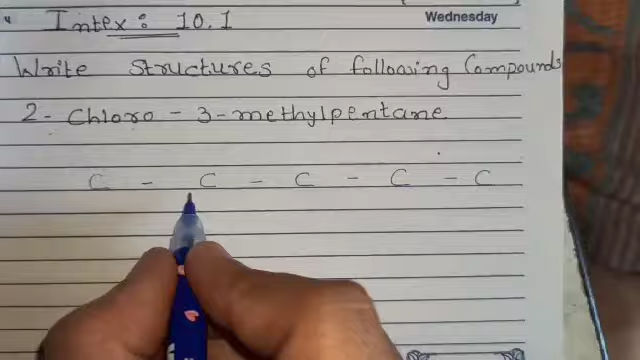 Intex: 10.1
Wednesday
Write structures of following Compounds
2- Chloro - 3-methylpentane
C - C - C - C - C